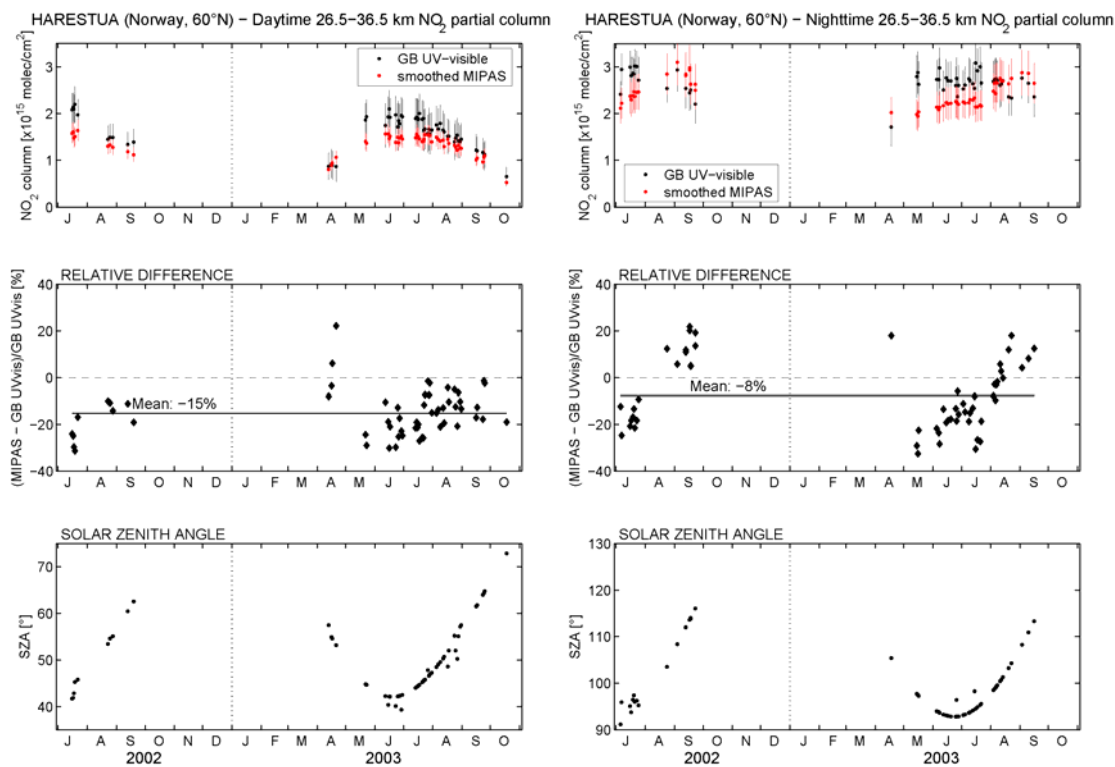 HARESTUA (Norway, 60°N) − Daytime 26.5−36.5 km NO2 partial column
NO2 column [x10^15 molec/cm2]
3
2
1
0
GB UV−visible
smoothed MIPAS
J A S O N D J F M A M J J A S O
RELATIVE DIFFERENCE
(MIPAS − GB UVvis)/GB UVvis [%]
40
20
0
−20
−40
Mean: −15%
J A S O N D J F M A M J J A S O
SOLAR ZENITH ANGLE
SZA [°]
80
70
60
50
40
J A S O N D J F M A M J J A S O
2002 2003
HARESTUA (Norway, 60°N) − Nighttime 26.5−36.5 km NO2 partial column
NO2 column [x10^15 molec/cm2]
3
2
1
0
GB UV−visible
smoothed MIPAS
J A S O N D J F M A M J J A S O N
RELATIVE DIFFERENCE
(MIPAS − GB UVvis)/GB UVvis [%]
40
20
0
−20
−40
Mean: −8%
J A S O N D J F M A M J J A S O N
SOLAR ZENITH ANGLE
SZA [°]
130
120
110
100
90
J A S O N D J F M A M J J A S O N
2002 2003